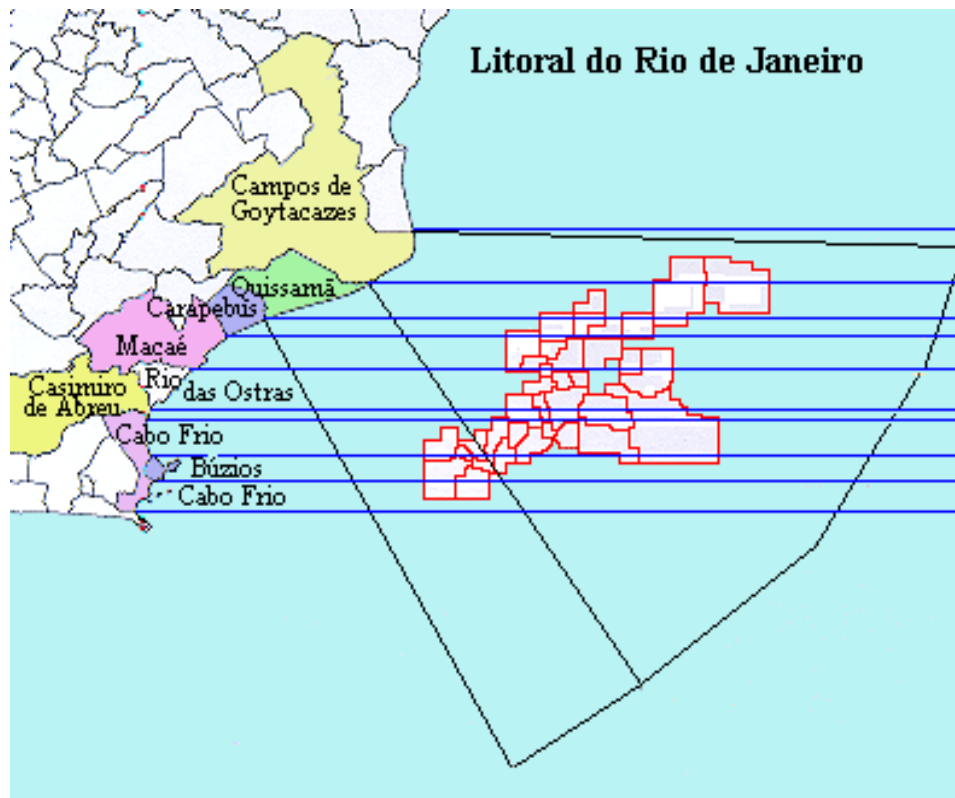 Litoral do Rio de Janeiro
Campos de
Goytacazes
Quissamã
Carapebus
Macaé
Rio
das Ostras
Casimiro
de Abreu
Cabo Frio
Búzios
Cabo Frio